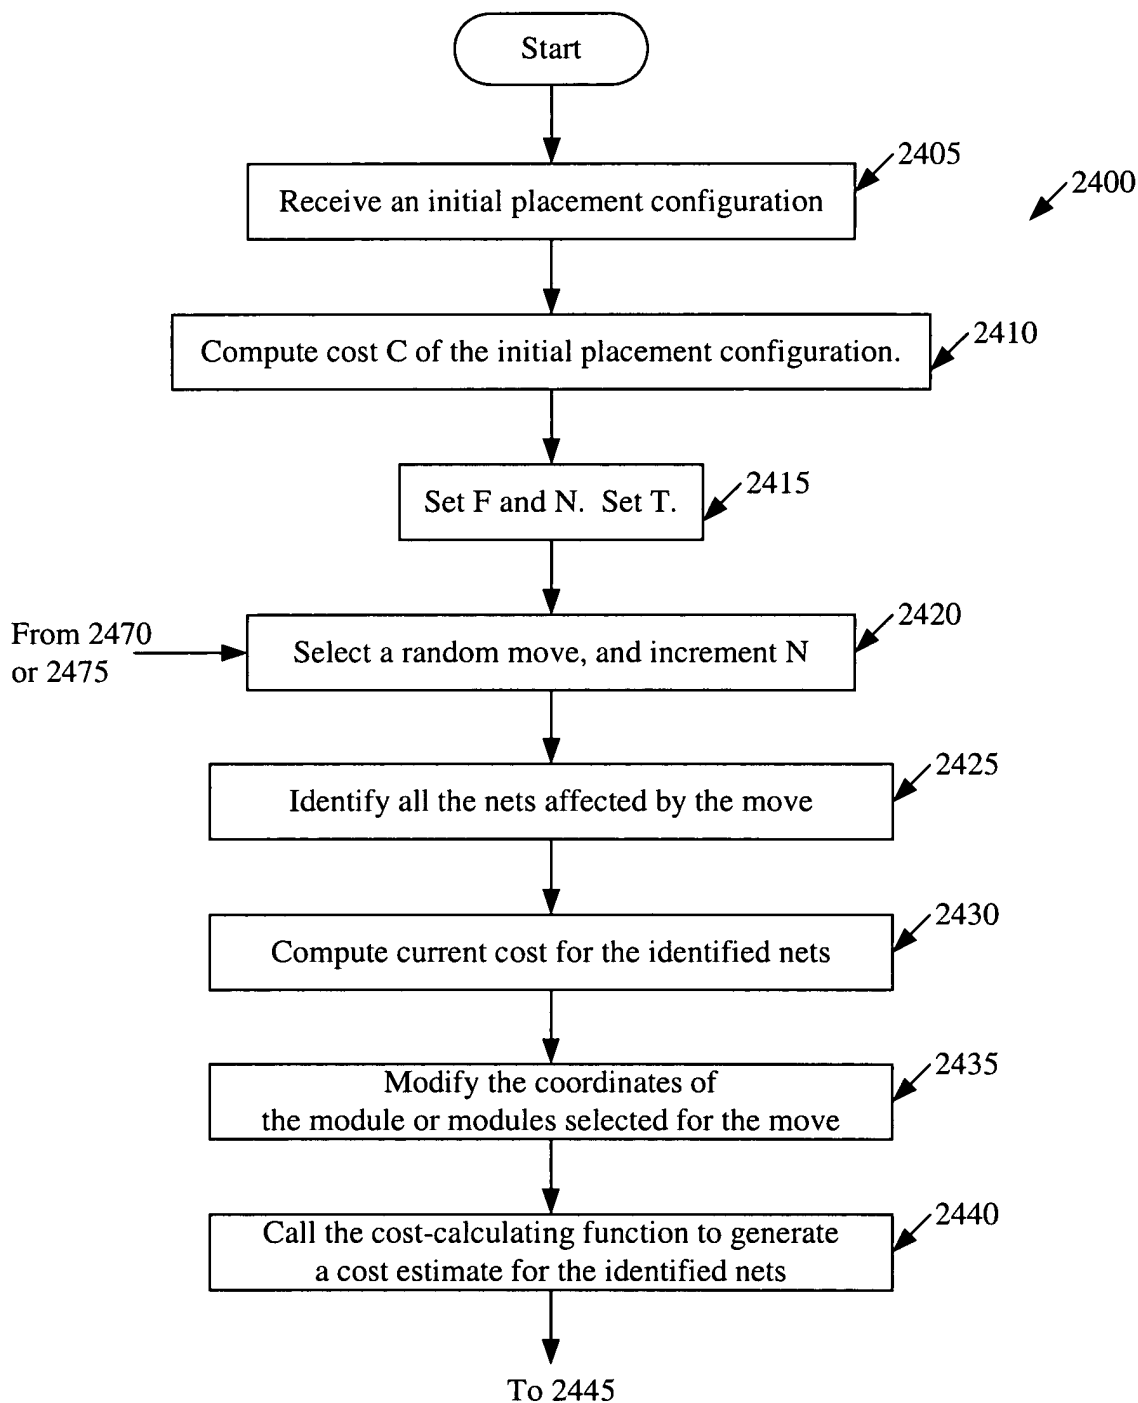 Start
2405
2400
Receive an initial placement configuration
2410
Compute cost C of the initial placement configuration.
2415
Set F and N.  Set T.
2420
From 2470
or 2475
Select a random move, and increment N
2425
Identify all the nets affected by the move
2430
Compute current cost for the identified nets
2435
Modify the coordinates of
the module or modules selected for the move
2440
Call the cost-calculating function to generate
a cost estimate for the identified nets
To 2445